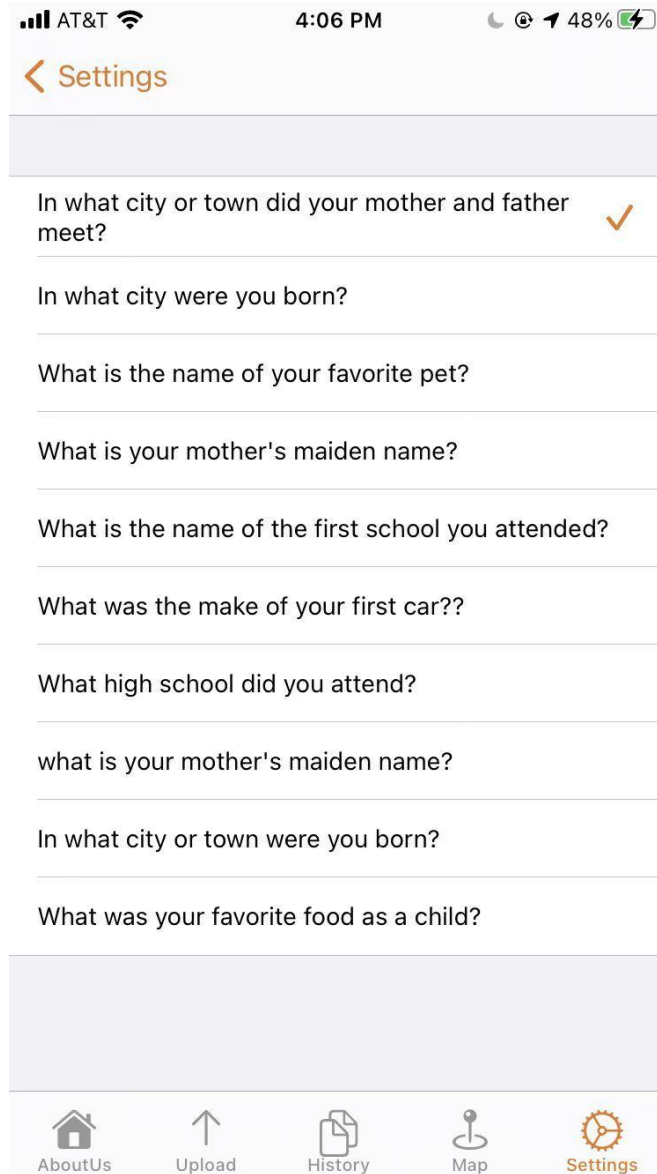 AT&T
4:06 PM
48%
Settings
In what city or town did your mother and father
meet?
In what city were you born?
What is the name of your favorite pet?
What is your mother's maiden name?
What is the name of the first school you attended?
What was the make of your first car??
What high school did you attend?
what is your mother's maiden name?
In what city or town were you born?
What was your favorite food as a child?
AboutUs
Upload
History
Map
Settings